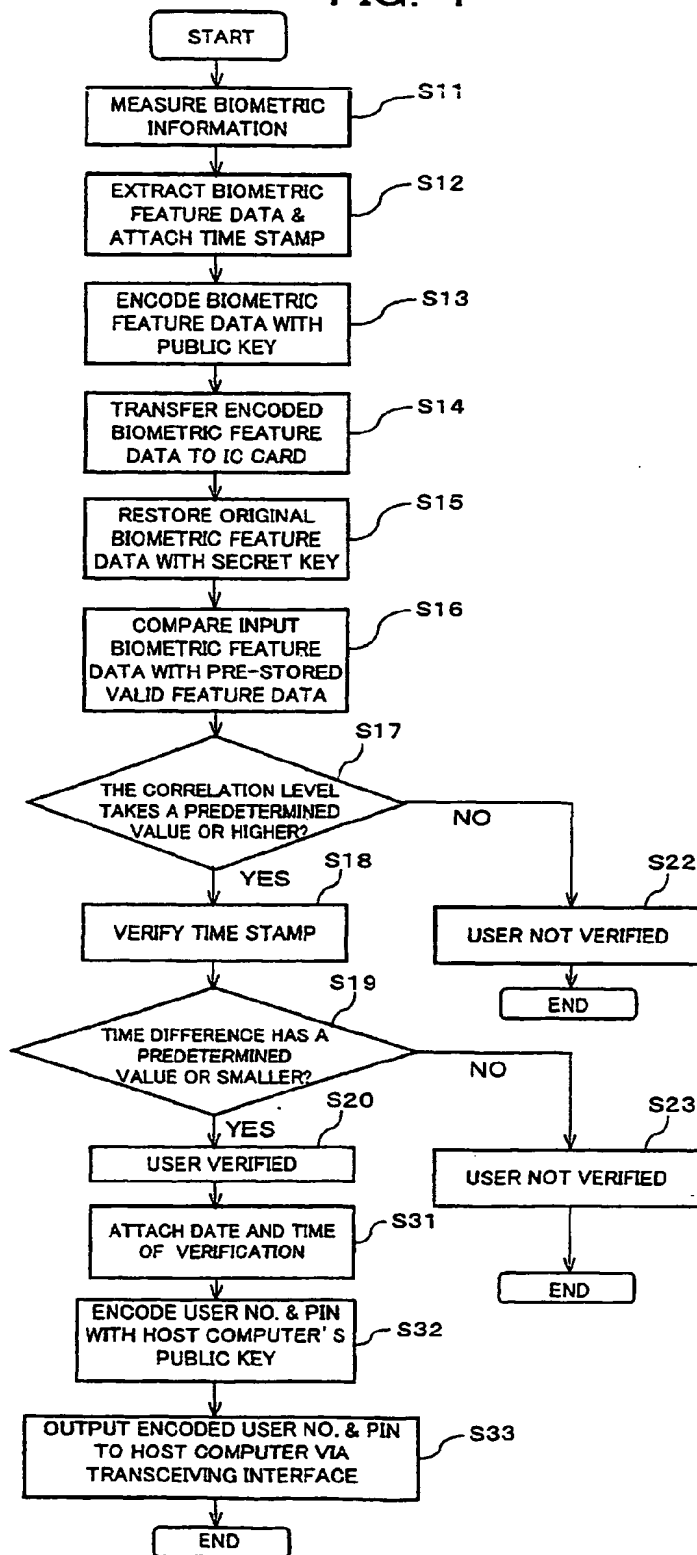 FIG. 4
START
S11
MEASURE BIOMETRIC
INFORMATION
S12
EXTRACT BIOMETRIC
FEATURE DATA &
ATTACH TIME STAMP
S13
ENCODE BIOMETRIC
FEATURE DATA WITH
PUBLIC KEY
S14
TRANSFER ENCODED
BIOMETRIC FEATURE
DATA TO IC CARD
S15
RESTORE ORIGINAL
BIOMETRIC FEATURE
DATA WITH SECRET KEY
S16
COMPARE INPUT
BIOMETRIC FEATURE
DATA WITH PRE-STORED
VALID FEATURE DATA
S17
THE CORRELATION LEVEL
TAKES A PREDETERMINED
VALUE OR HIGHER?
NO
YES
S18
S22
VERIFY TIME STAMP
USER NOT VERIFIED
END
S19
TIME DIFFERENCE HAS A
PREDETERMINED
VALUE OR SMALLER?
NO
YES
S20
S23
USER VERIFIED
USER NOT VERIFIED
ATTACH DATE AND TIME
OF VERIFICATION
S31
END
ENCODE USER NO. & PIN
WITH HOST COMPUTER'S
PUBLIC KEY
S32
OUTPUT ENCODED USER NO. & PIN
TO HOST COMPUTER VIA
TRANSCEIVING INTERFACE
S33
END